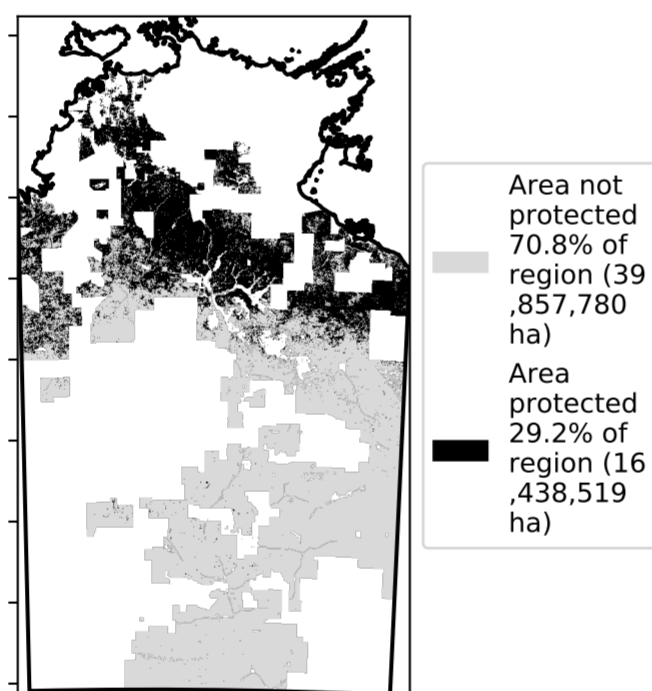 Area not
protected
70.8% of
region (39
,857,780
ha)
Area
protected
29.2% of
region (16
,438,519
ha)